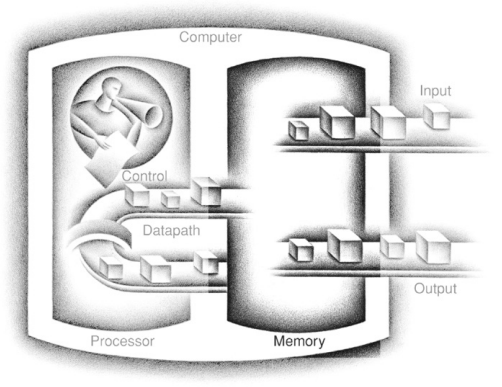 Computer
Input
Control
Datapath
Output
Processor
Memory